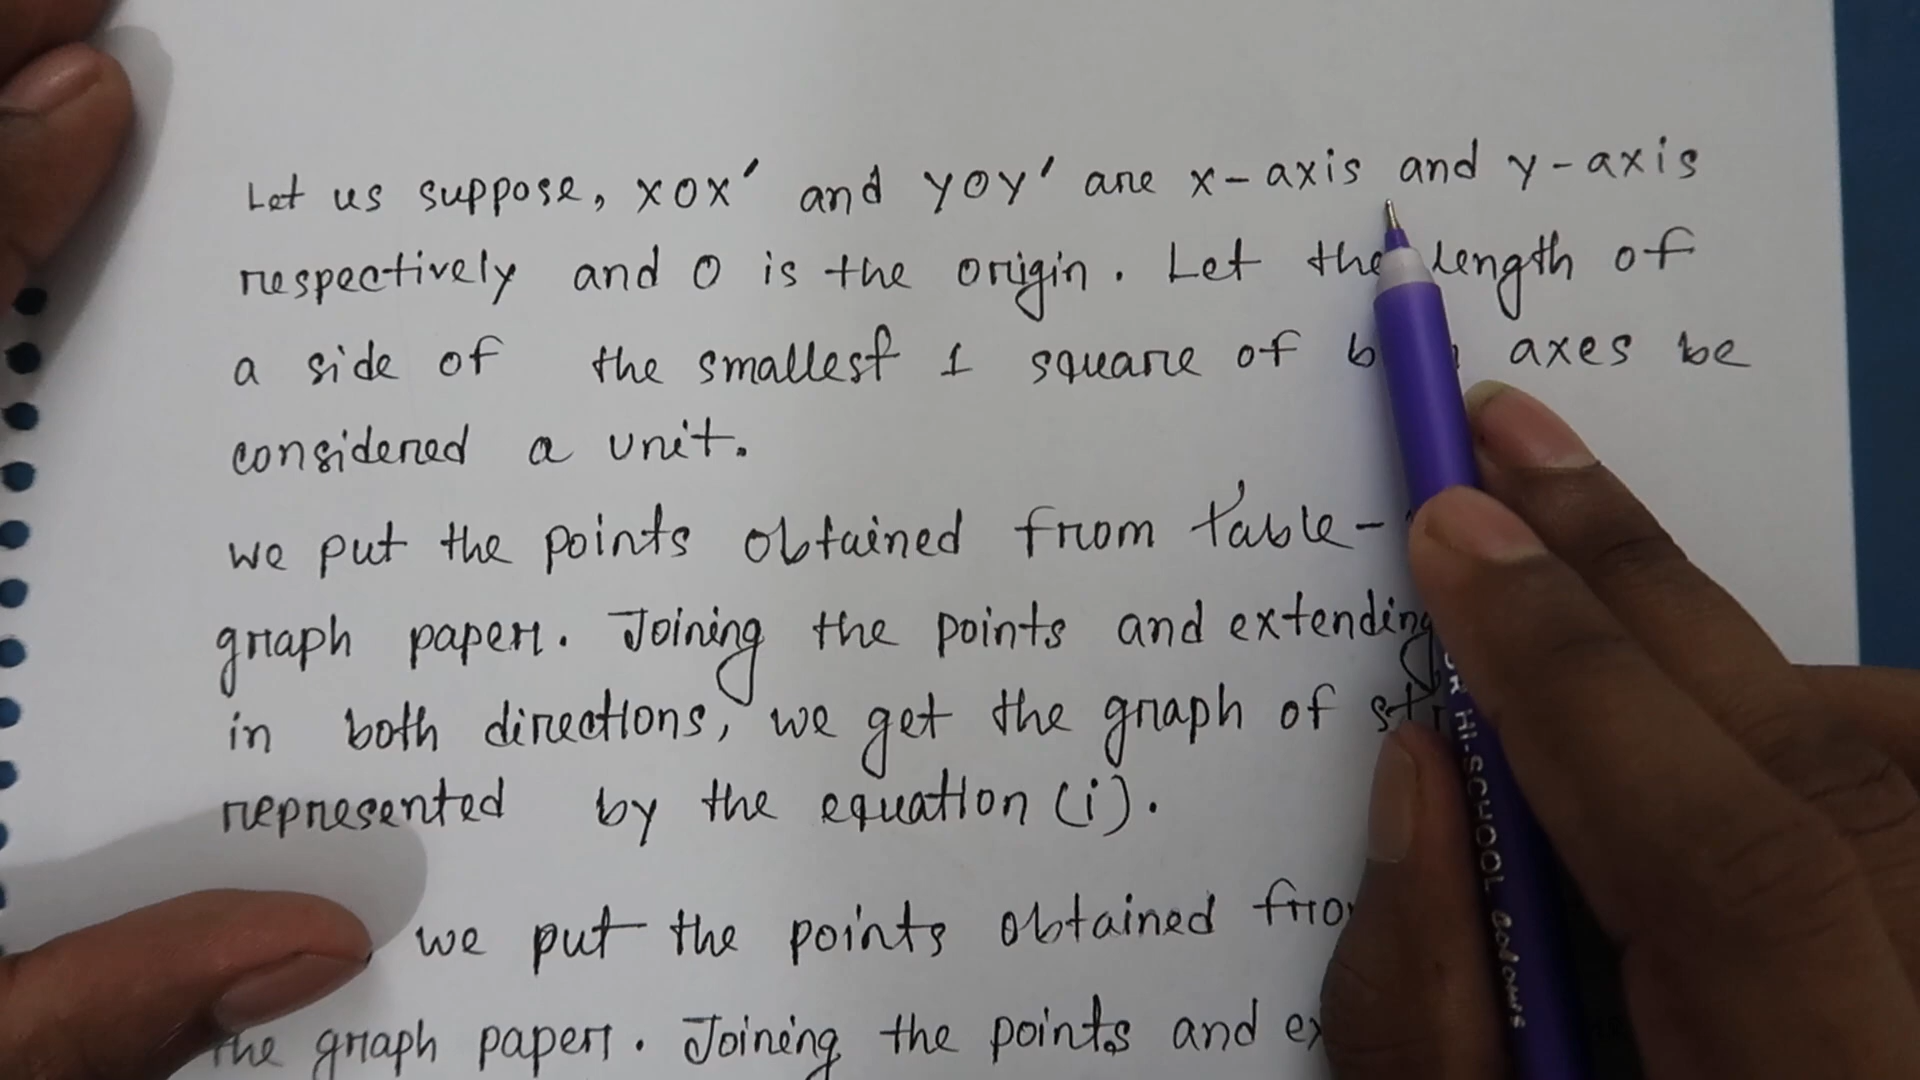 Let us suppose, XOX′ and YOY′ are x-axis and y-axis
respectively and O is the origin. Let the length of
a side of the smallest 1 square of axes be
considered a unit.
we put the points obtained from table-
graph paper. Joining the points and extending
in both directions, we get the graph of
represented by the equation (i).
we put the points obtained
the graph paper. Joining the points and
HI-SCHOOL